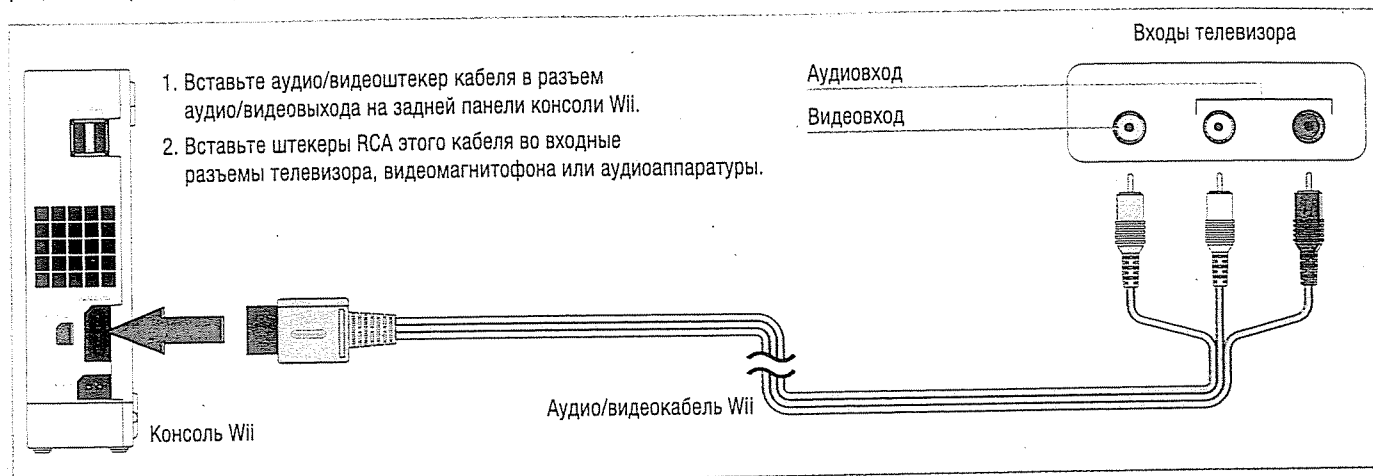 Входы телевизора
1. Вставьте аудио/видеоштекер кабеля в разъем
аудио/видеовыхода на задней панели консоли Wii.
2. Вставьте штекеры RCA этого кабеля во входные
разъемы телевизора, видеомагнитофона или аудиоаппаратуры.
Аудиовход
Видеовход
Аудио/видеокабель Wii
Консоль Wii